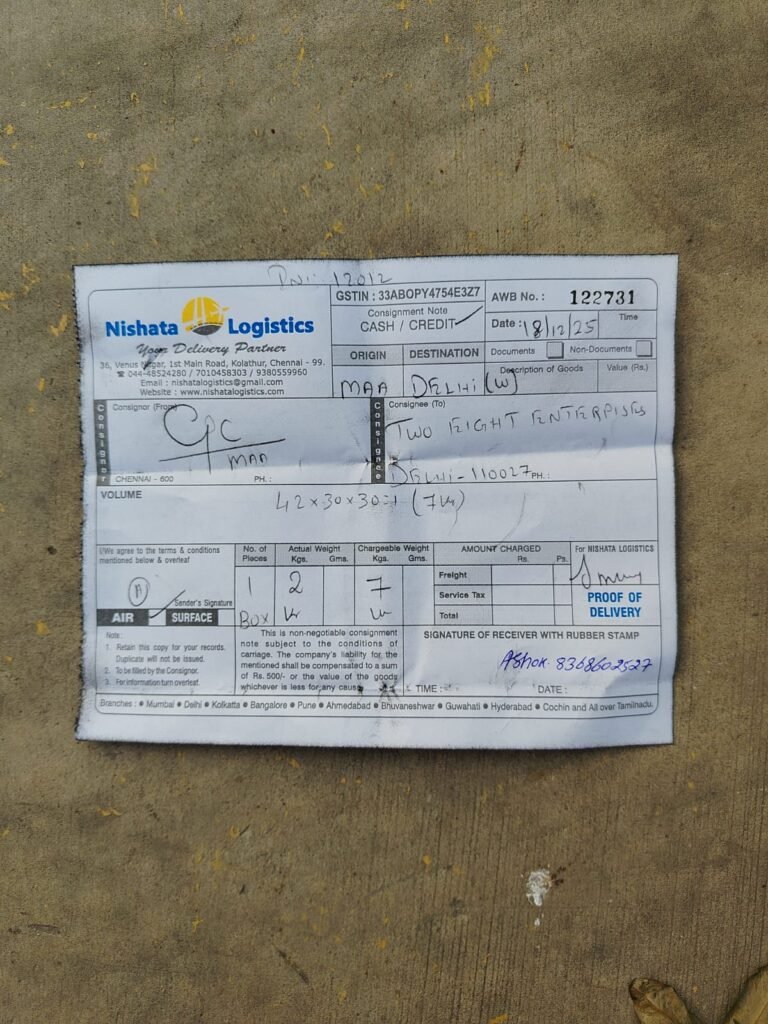 12012
Nishata Logistics
Your Delivery Partner
36, Venus Nagar, 1st Main Road, Kolathur, Chennai - 99.
☎ 044-48524280 / 7010458303 / 9380559960
Email : nishatalogistics@gmail.com
Website : www.nishatalogistics.com
GSTIN : 33ABOPY4754E3Z7
Consignment Note
CASH / CREDIT ✓
AWB No. : 122731
Date : 18/12/25 Time
ORIGIN DESTINATION
MAA DELHI (W)
Documents Non-Documents
Description of Goods Value (Rs.)
Consignor
Consignor (From)
CPC
MAA
CHENNAI - 600 PH. :
Consignee
Consignee (To)
TWO EIGHT ENTERPISES
DELHI-110027 PH. :
VOLUME
42×30×30=1 (7
I/We agree to the terms & conditions
mentioned below & overleaf
A
Sender's Signature
AIR SURFACE
No. of Pieces
1
BOX
Actual Weight
Kgs. Gms.
2
Chargeable Weight
Kgs. Gms.
7
AMOUNT CHARGED
Rs. Ps.
Freight
Service Tax
Total
For NISHATA LOGISTICS
PROOF OF
DELIVERY
Note :
1. Retain this copy for your records.
Duplicate will not be issued.
2. To be filled by the Consignor.
3. For information turn overleaf.
This is non-negotiable consignment
note subject to the conditions of
carriage. The company's liability for the
mentioned shall be compensated to a sum
of Rs. 500/- or the value of the goods
whichever is less for any cause
SIGNATURE OF RECEIVER WITH RUBBER STAMP
Ashok 8368602527
TIME : DATE :
Branches : ● Mumbai ● Delhi ● Kolkatta ● Bangalore ● Pune ● Ahmedabad ● Bhuvaneshwar ● Guwahati ● Hyderabad ● Cochin and All over Tamilnadu.